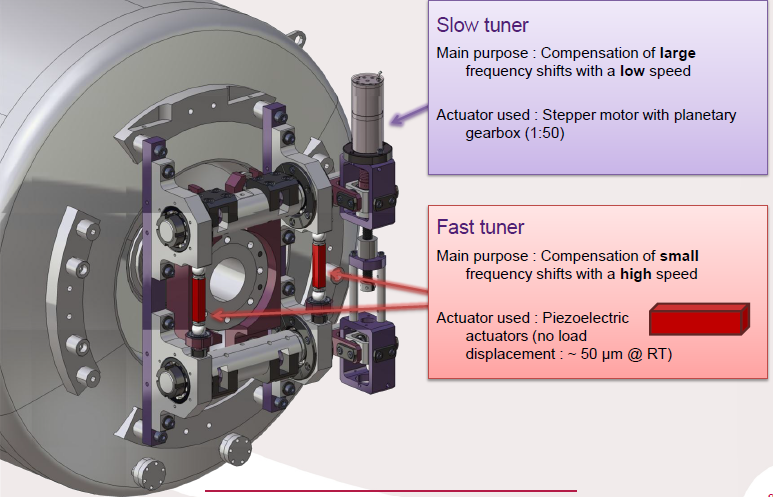 Slow tuner
Main purpose : Compensation of large
frequency shifts with a low speed
Actuator used : Stepper motor with planetary
gearbox (1:50)
Fast tuner
Main purpose : Compensation of small
frequency shifts with a high speed
Actuator used : Piezoelectric
actuators (no load
displacement : ~ 50 µm @ RT)